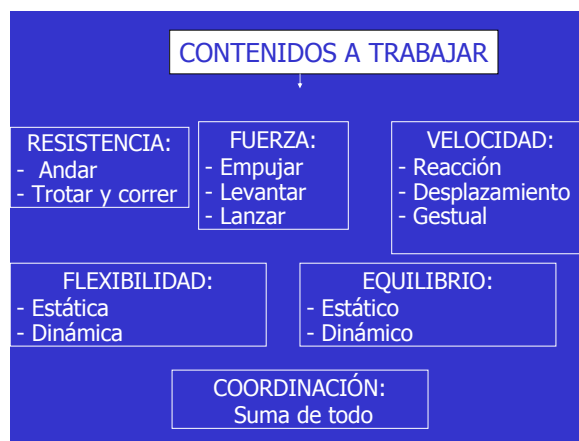 CONTENIDOS A TRABAJAR
RESISTENCIA:
- Andar
- Trotar y correr
FUERZA:
- Empujar
- Levantar
- Lanzar
VELOCIDAD:
- Reacción
- Desplazamiento
- Gestual
FLEXIBILIDAD:
- Estática
- Dinámica
EQUILIBRIO:
- Estático
- Dinámico
COORDINACIÓN:
Suma de todo